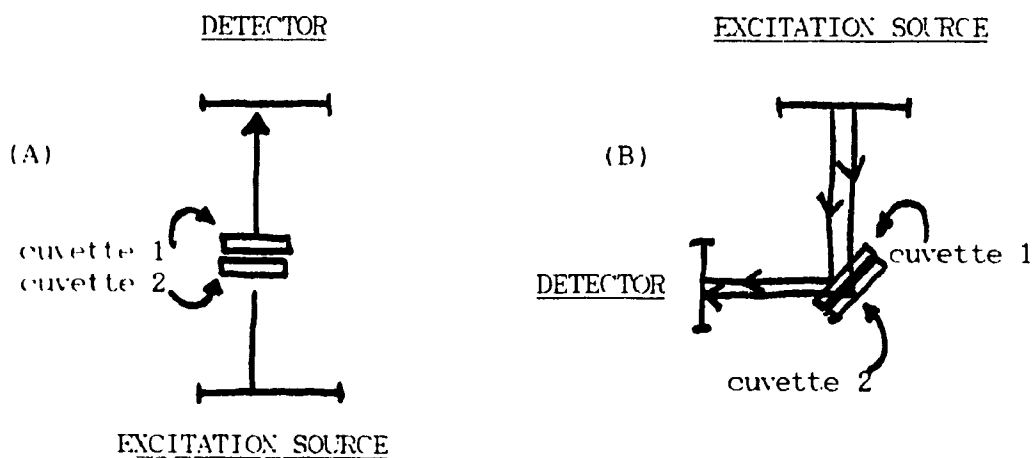 DETECTOR
EXCITATION SOURCE
(A)
(B)
cuvette 1
cuvette 2
cuvette 1
DETECTOR
cuvette 2
EXCITATION SOURCE